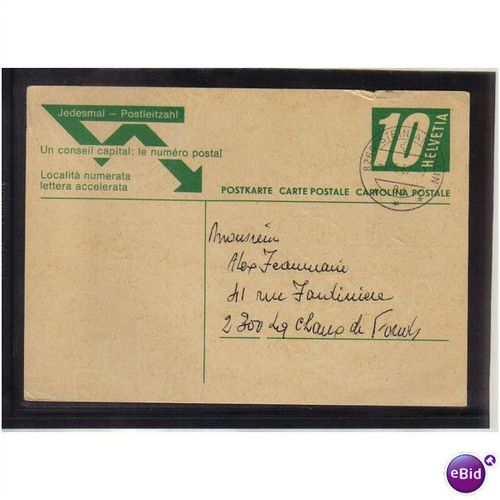 Jedesmal – Postleitzahl
Un conseil capital: le numéro postal
Località numerata
lettera accelerata
10
HELVETIA
POSTKARTE CARTE POSTALE CARTOLINA POSTALE
Monsieur
Alex Jeanmaire
41 rue Jardinière
2300 La Chaux de Fonds
eBid